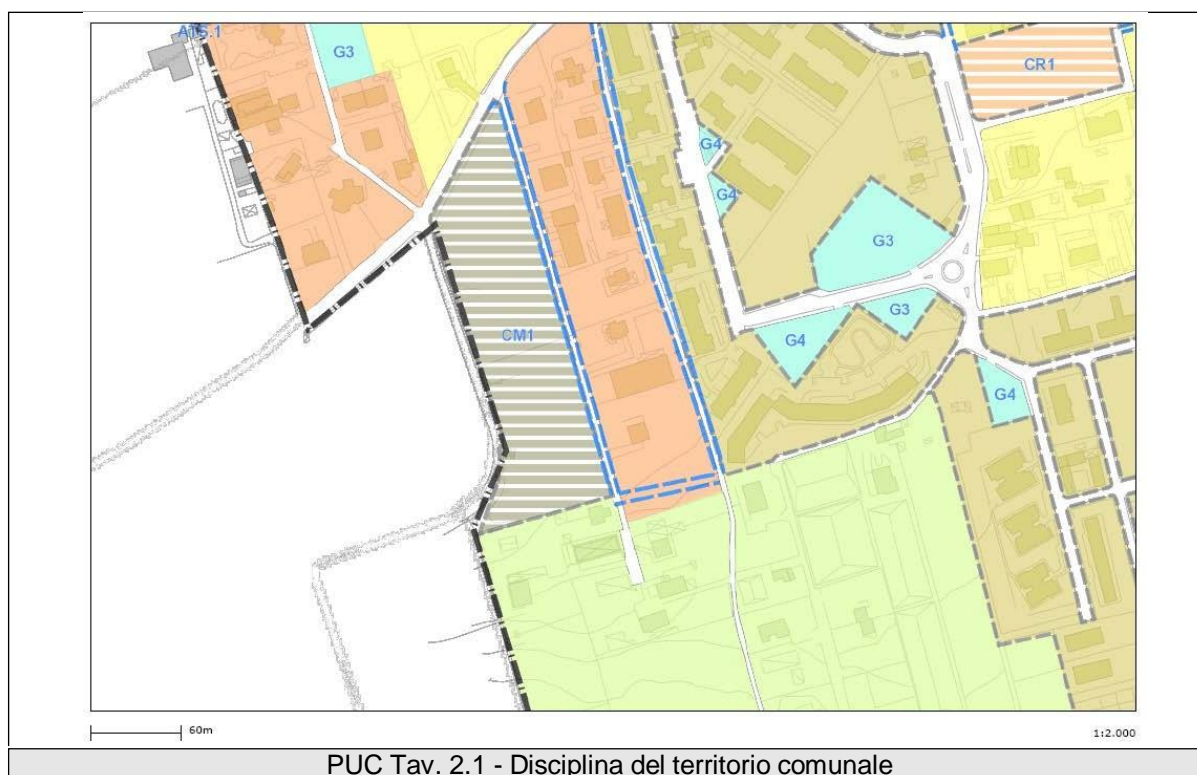 ATS.1
G3
CR1
G4
G4
G3
CM1
G3
G4
G4
60m
1:2.000
PUC Tav. 2.1 - Disciplina del territorio comunale